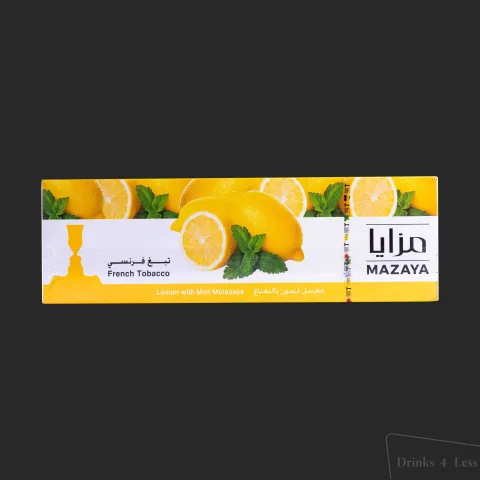 مزايا
MAZAYA
تبغ فرنسي
French Tobacco
Lemon with Mint Molasses
معسل ليمون بالنعناع
Drinks 4 Less